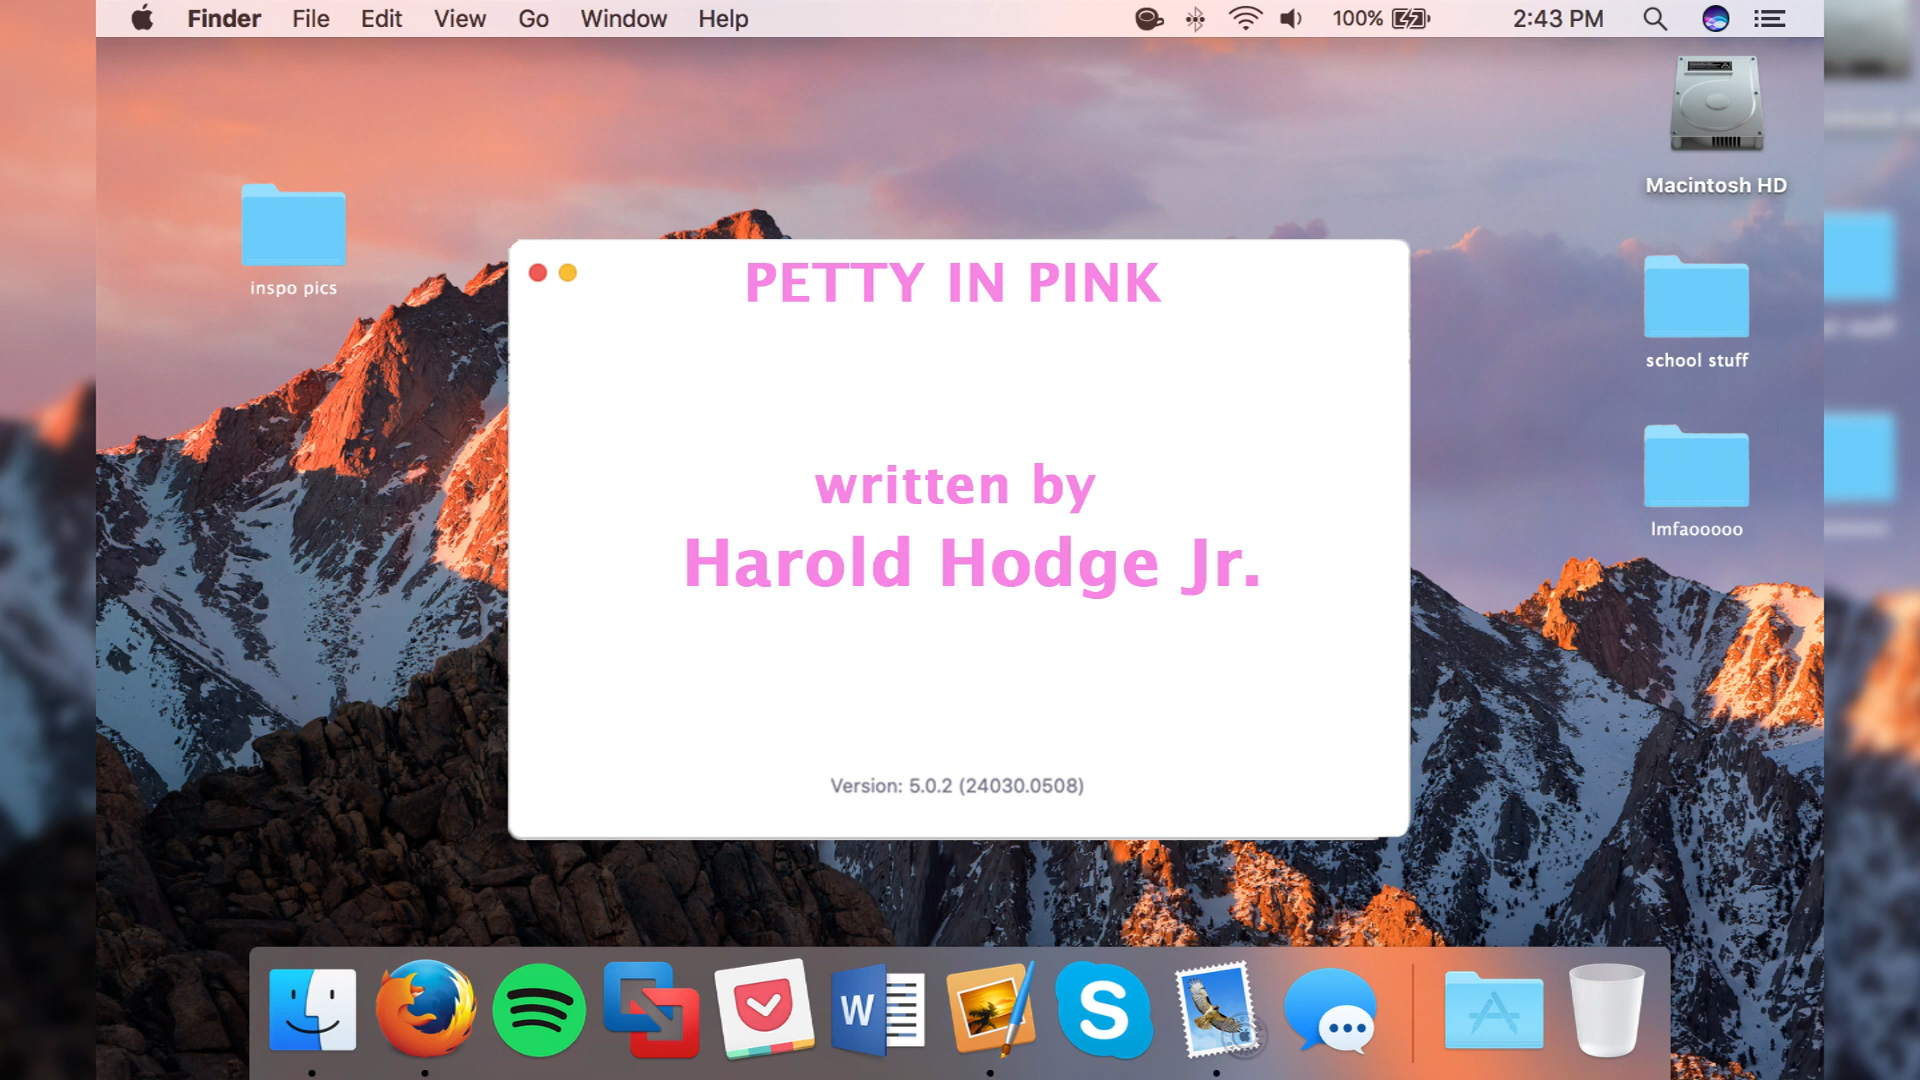 Finder File Edit View Go Window Help 100% 2:43 PM
Macintosh HD
inspo pics
school stuff
lmfaooooo
PETTY IN PINK
written by
Harold Hodge Jr.
Version: 5.0.2 (24030.0508)
W
S